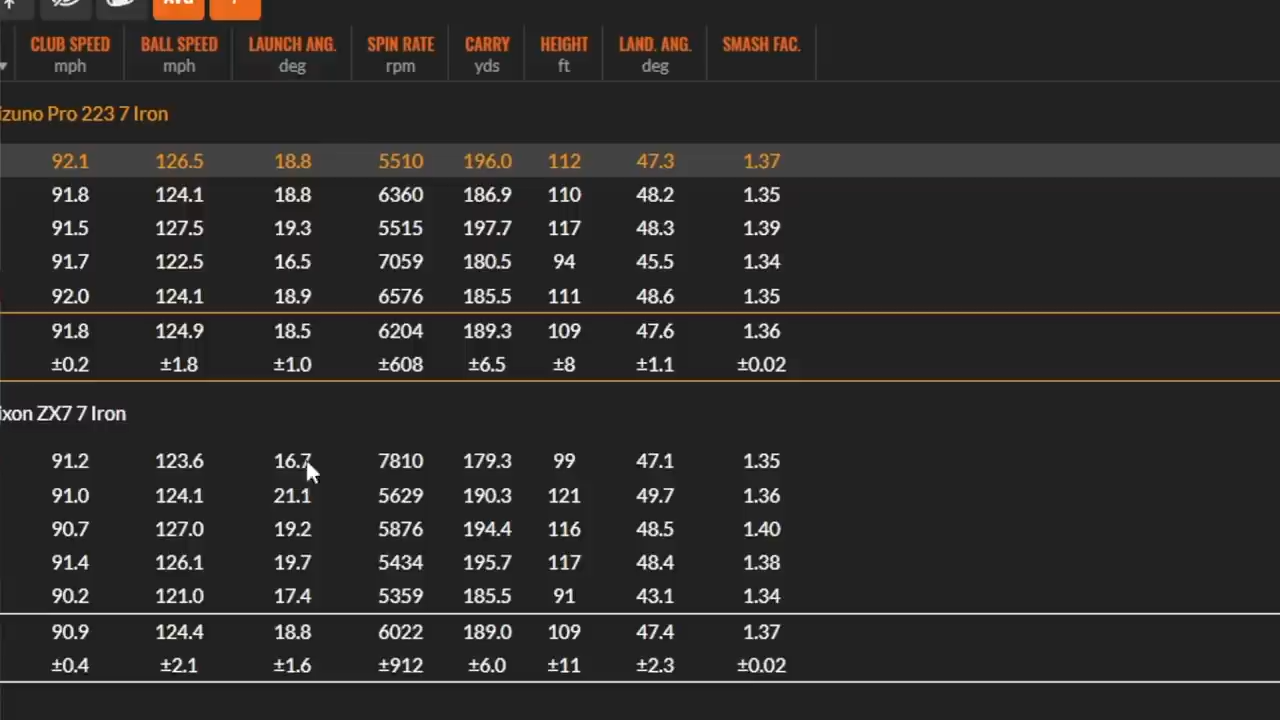 CLUB SPEED BALL SPEED LAUNCH ANG. SPIN RATE CARRY HEIGHT LAND. ANG. SMASH FAC.
mph mph deg rpm yds ft deg
izuno Pro 223 7 Iron
92.1 126.5 18.8 5510 196.0 112 47.3 1.37
91.8 124.1 18.8 6360 186.9 110 48.2 1.35
91.5 127.5 19.3 5515 197.7 117 48.3 1.39
91.7 122.5 16.5 7059 180.5 94 45.5 1.34
92.0 124.1 18.9 6576 185.5 111 48.6 1.35
91.8 124.9 18.5 6204 189.3 109 47.6 1.36
±0.2 ±1.8 ±1.0 ±608 ±6.5 ±8 ±1.1 ±0.02
ixon ZX7 7 Iron
91.2 123.6 16.7 7810 179.3 99 47.1 1.35
91.0 124.1 21.1 5629 190.3 121 49.7 1.36
90.7 127.0 19.2 5876 194.4 116 48.5 1.40
91.4 126.1 19.7 5434 195.7 117 48.4 1.38
90.2 121.0 17.4 5359 185.5 91 43.1 1.34
90.9 124.4 18.8 6022 189.0 109 47.4 1.37
±0.4 ±2.1 ±1.6 ±912 ±6.0 ±11 ±2.3 ±0.02